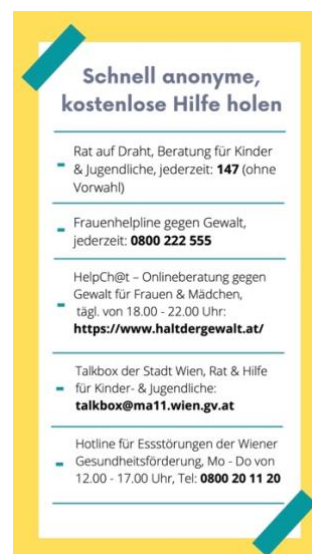 Schnell anonyme,
kostenlose Hilfe holen
Rat auf Draht, Beratung für Kinder
- & Jugendliche, jederzeit: 147 (ohne
Vorwahl)
- Frauenhelpline gegen Gewalt,
jederzeit: 0800 222 555
HelpCh@t – Onlineberatung gegen
Gewalt für Frauen & Mädchen,
- tägl. von 18.00 - 22.00 Uhr:
https://www.haltdergewalt.at/
Talkbox der Stadt Wien, Rat & Hilfe
- für Kinder- & Jugendliche:
talkbox@ma11.wien.gv.at
Hotline für Essstörungen der Wiener
- Gesundheitsförderung, Mo - Do von
12.00 - 17.00 Uhr, Tel: 0800 20 11 20